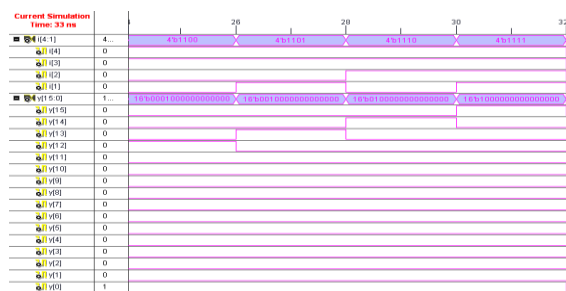 Current Simulation
Time: 33 ns
26 28 30 32
i[4:1] 4... 4'b1100 4'b1101 4'b1110 4'b1111
i[4] 0
i[3] 0
i[2] 0
i[1] 0
y[15:0] 1... 16'b0001000000000000 16'b0010000000000000 16'b0100000000000000 16'b1000000000000000
y[15] 0
y[14] 0
y[13] 0
y[12] 0
y[11] 0
y[10] 0
y[9] 0
y[8] 0
y[7] 0
y[6] 0
y[5] 0
y[4] 0
y[3] 0
y[2] 0
y[1] 0
y[0] 1